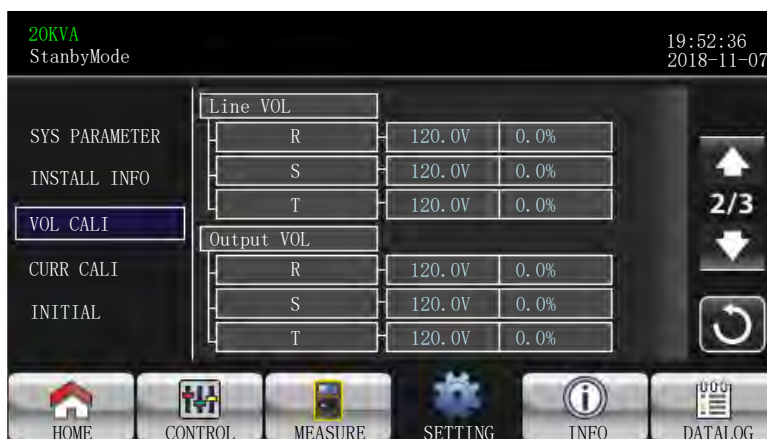 20KVA
StanbyMode
19:52:36
2018-11-07
SYS PARAMETER
INSTALL INFO
VOL CALI
CURR CALI
INITIAL
Line VOL
R 120.0V 0.0%
S 120.0V 0.0%
T 120.0V 0.0%
Output VOL
R 120.0V 0.0%
S 120.0V 0.0%
T 120.0V 0.0%
2/3
HOME CONTROL MEASURE SETTING INFO DATALOG